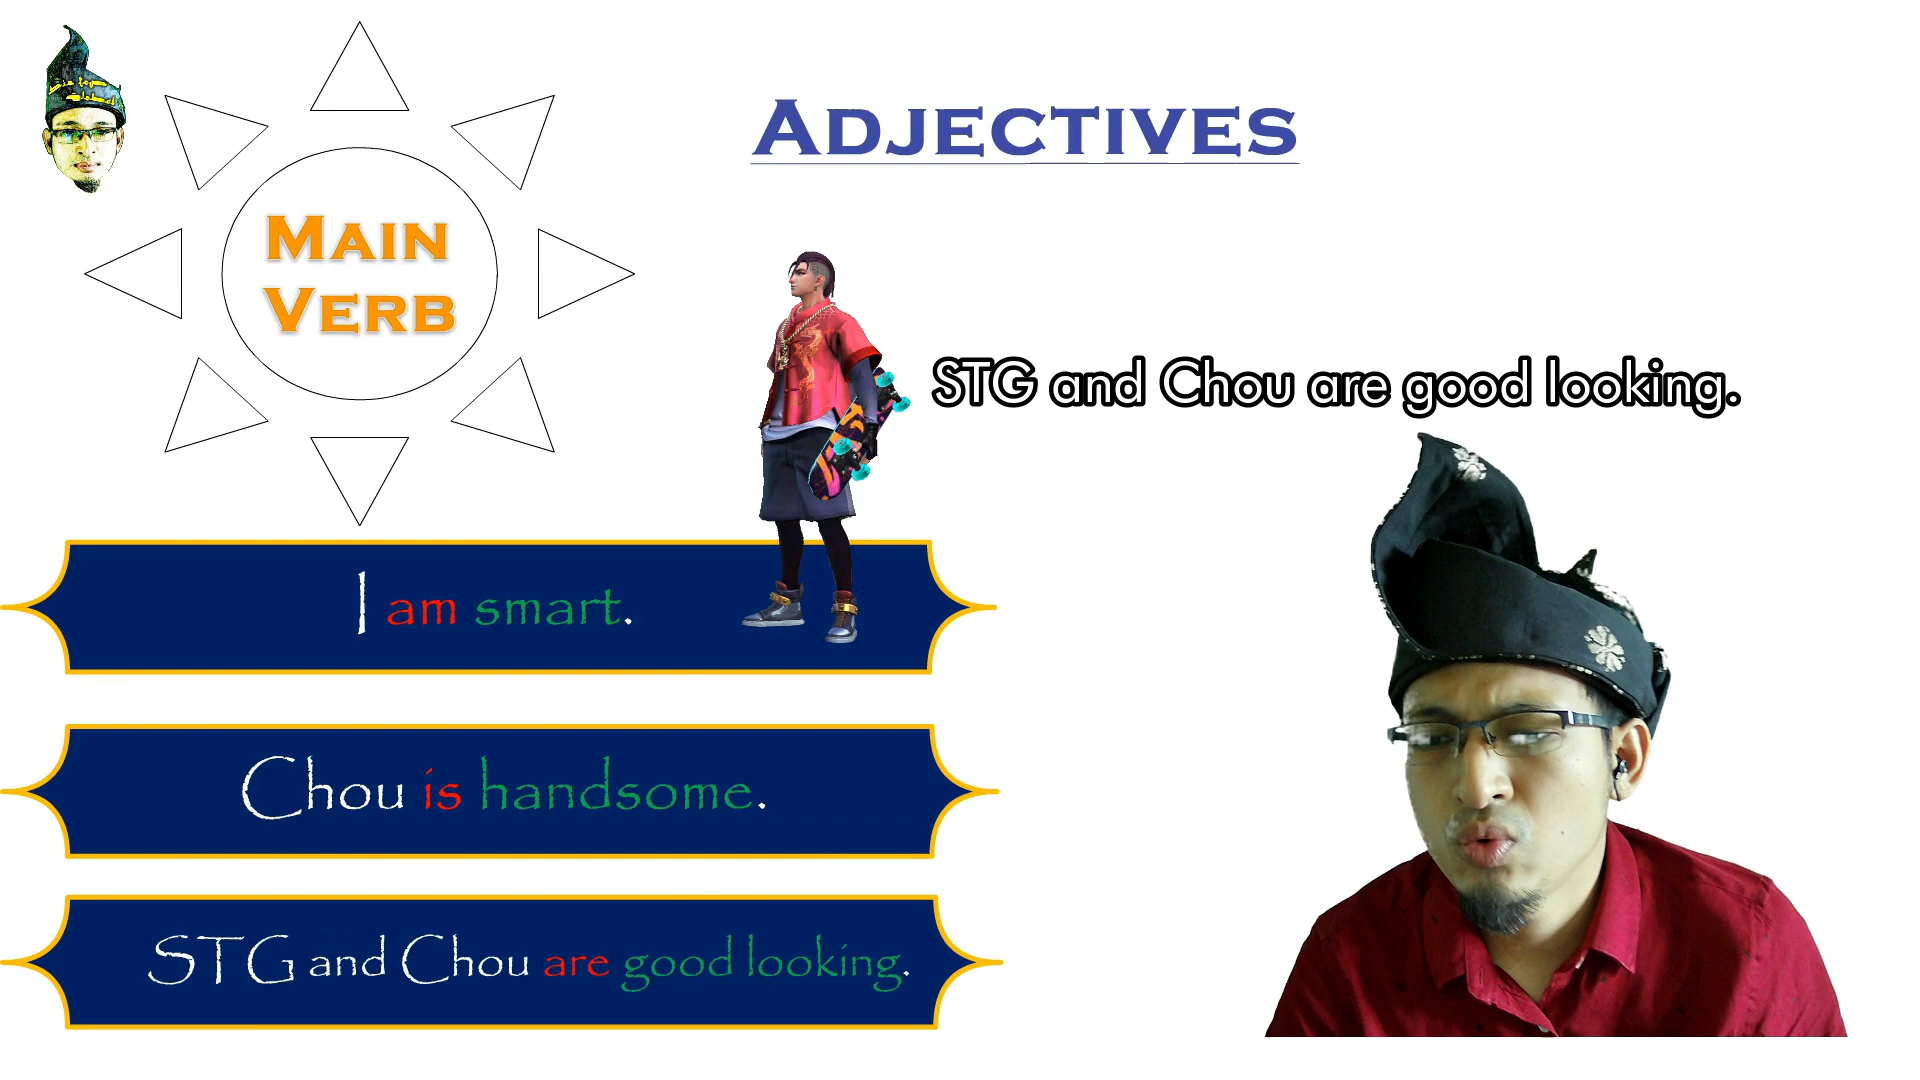 MAIN
VERB
ADJECTIVES
STG and Chou are good looking.
I am smart.
Chou is handsome.
STG and Chou are good looking.